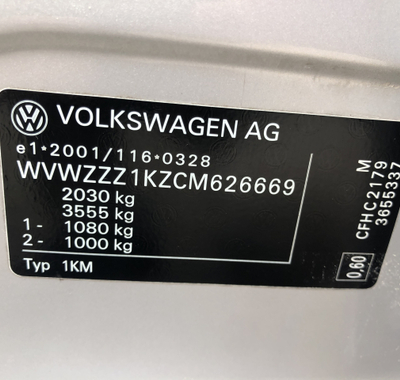 VOLKSWAGEN AG
e1*2001/116*0328
WVWZZZ1KZCM626669
2030 kg
3555 kg
1- 1080 kg
2- 1000 kg
Typ 1KM
M
CFHC2179
3655337
0.60